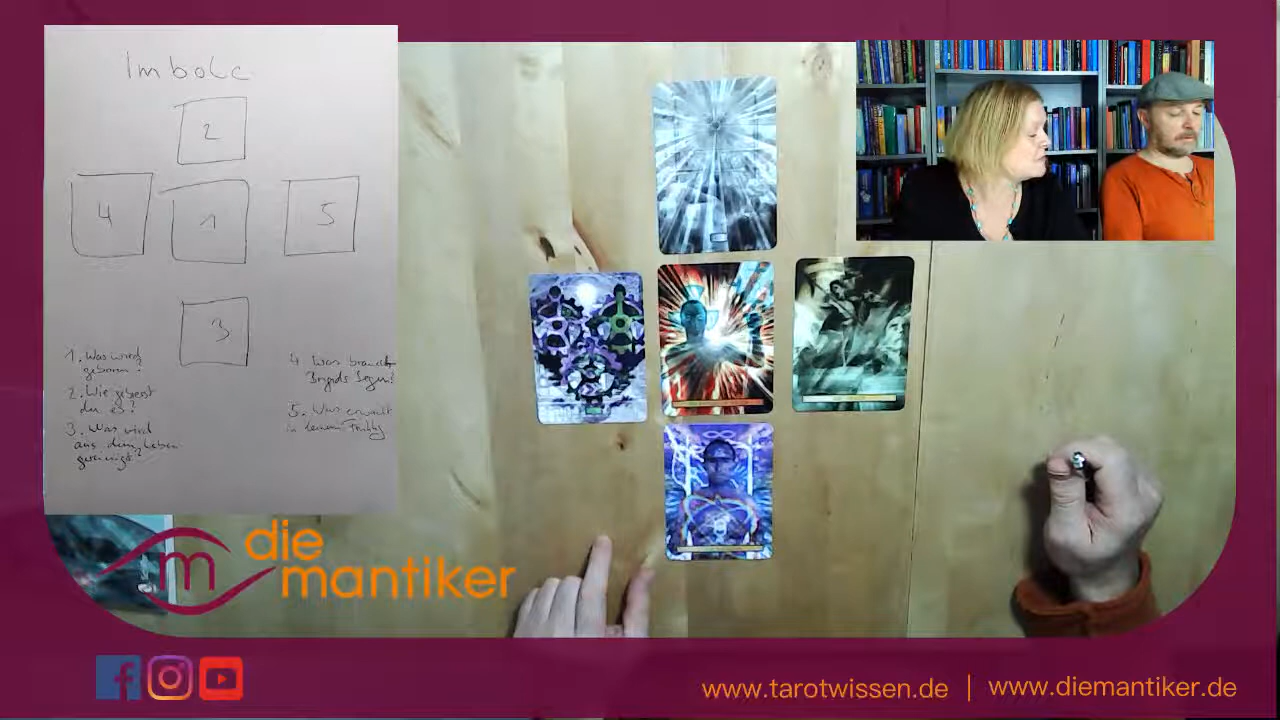 Imbolc
2
4
1
5
3
1. Was wird
geboren?
2. Wie gebierst
du es?
3. Was wird
aus dem Leben
gereinigt?
4 Was braucht
Brigids Segen?
5. Was erwacht
in deinem Frühling
m
die
mantiker
f
www.tarotwissen.de | www.diemantiker.de